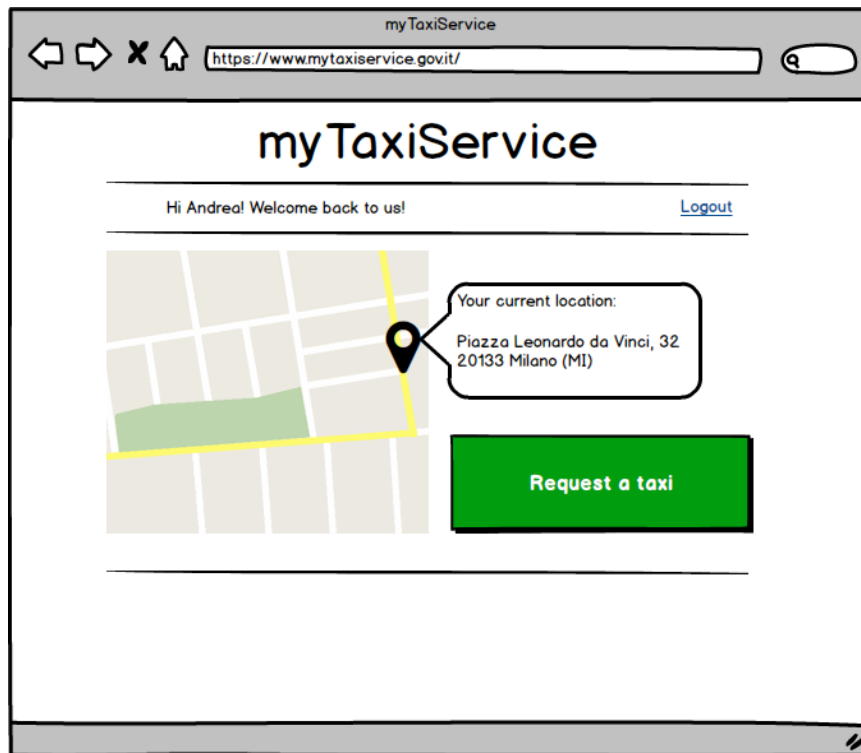 myTaxiService
https://www.mytaxiservice.gov.it/
myTaxiService
Hi Andrea! Welcome back to us!
Logout
Your current location:
Piazza Leonardo da Vinci, 32
20133 Milano (MI)
Request a taxi